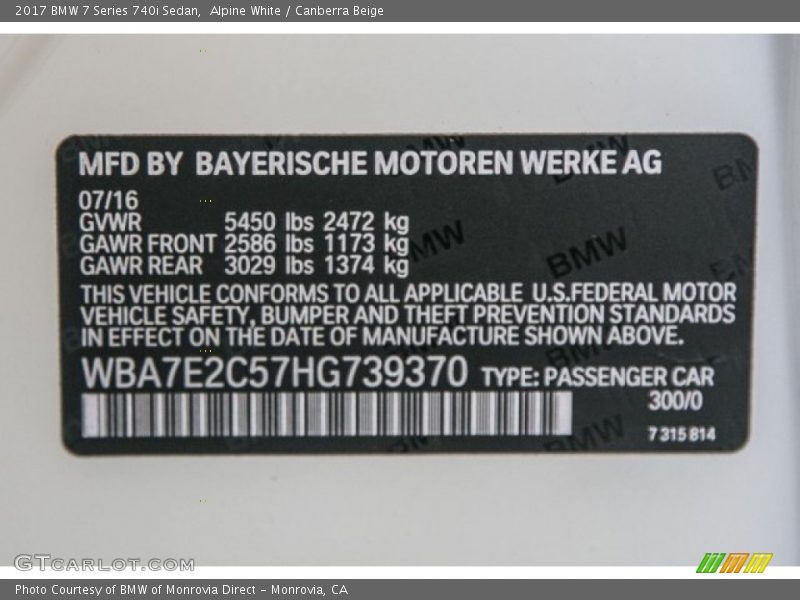 2017 BMW 7 Series 740i Sedan,  Alpine White / Canberra Beige
MFD BY BAYERISCHE MOTOREN WERKE AG
07/16
GVWR 5450 lbs 2472 kg
GAWR FRONT 2586 lbs 1173 kg
GAWR REAR 3029 lbs 1374 kg
THIS VEHICLE CONFORMS TO ALL APPLICABLE U.S.FEDERAL MOTOR
VEHICLE SAFETY, BUMPER AND THEFT PREVENTION STANDARDS
IN EFFECT ON THE DATE OF MANUFACTURE SHOWN ABOVE.
WBA7E2C57HG739370 TYPE: PASSENGER CAR
300/0
7 315 814
BMW
BMW
BMW
GTCARLOT.COM
Photo Courtesy of BMW of Monrovia Direct – Monrovia, CA